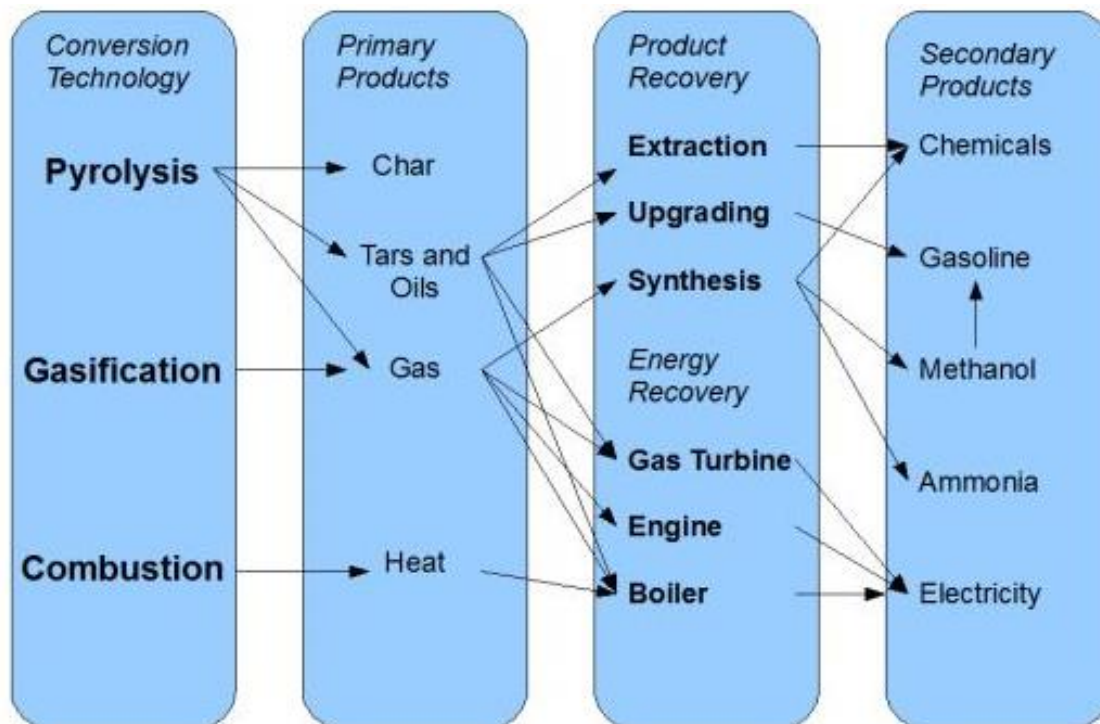 Conversion
Technology
Pyrolysis
Gasification
Combustion
Primary
Products
Char
Tars and
Oils
Gas
Heat
Product
Recovery
Extraction
Upgrading
Synthesis
Energy
Recovery
Gas Turbine
Engine
Boiler
Secondary
Products
Chemicals
Gasoline
Methanol
Ammonia
Electricity